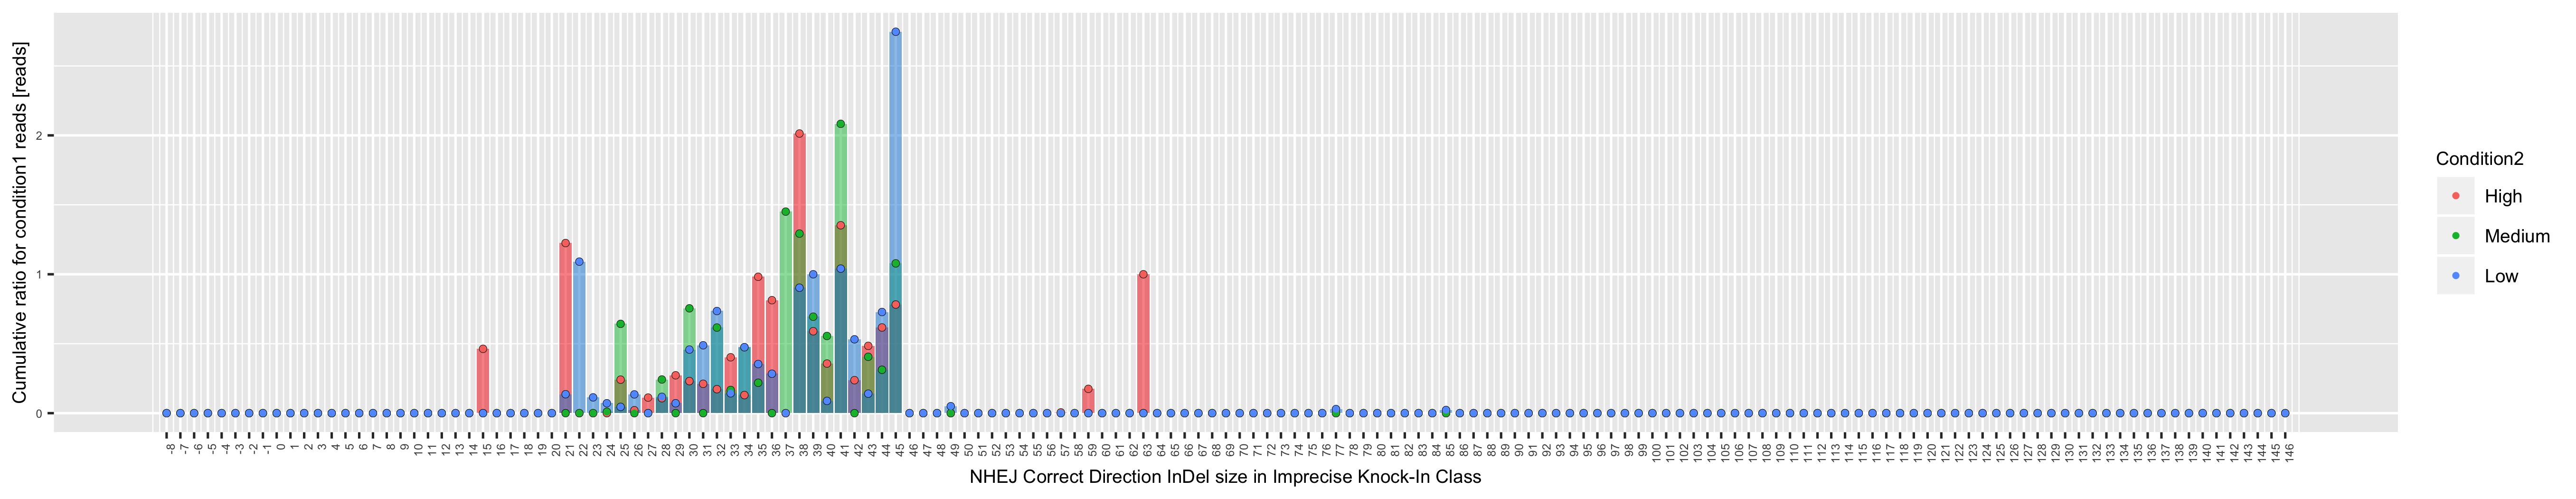 Cumulative ratio for condition1 reads [reads]
2
1
0
-8 -7 -6 -5 -4 -3 -2 -1 0 1 2 3 4 5 6 7 8 9 10 11 12 13 14 15 16 17 18 19 20 21 22 23 24 25 26 27 28 29 30 31 32 33 34 35 36 37 38 39 40 41 42 43 44 45 46 47 48 49 50 51 52 53 54 55 56 57 58 59 60 61 62 63 64 65 66 67 68 69 70 71 72 73 74 75 76 77 78 79 80 81 82 83 84 85 86 87 88 89 90 91 92 93 94 95 96 97 98 99 100 101 102 103 104 105 106 107 108 109 110 111 112 113 114 115 116 117 118 119 120 121 122 123 124 125 126 127 128 129 130 131 132 133 134 135 136 137 138 139 140 141 142 143 144 145 146
NHEJ Correct Direction InDel size in Imprecise Knock-In Class
Condition2
High
Medium
Low